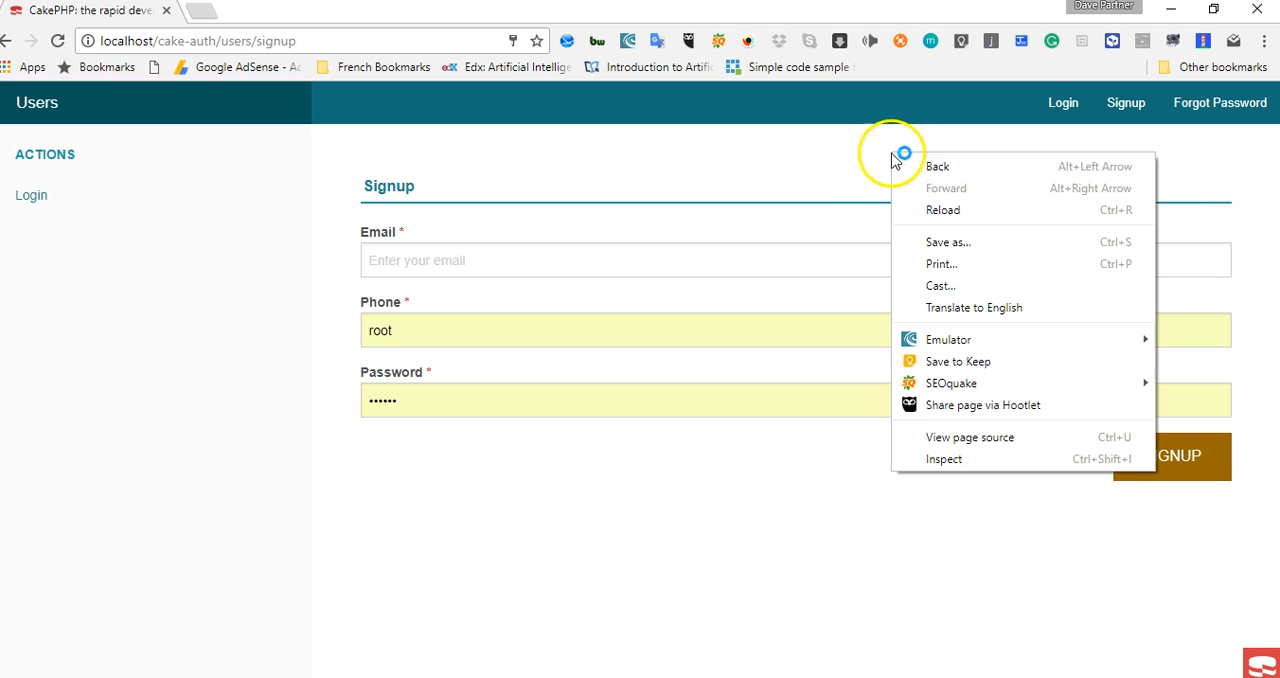 Dave Partner
CakePHP: the rapid deve
localhost/cake-auth/users/signup
Apps Bookmarks Google AdSense - Ac French Bookmarks Edx: Artificial Intellige Introduction to Artific Simple code sample f Other bookmarks
Users Login Signup Forgot Password
ACTIONS
Login
Signup
Email *
Enter your email
Phone *
root
Password *
••••••
GNUP
Back Alt+Left Arrow
Forward Alt+Right Arrow
Reload Ctrl+R
Save as... Ctrl+S
Print... Ctrl+P
Cast...
Translate to English
Emulator
Save to Keep
SEOquake
Share page via Hootlet
View page source Ctrl+U
Inspect Ctrl+Shift+I